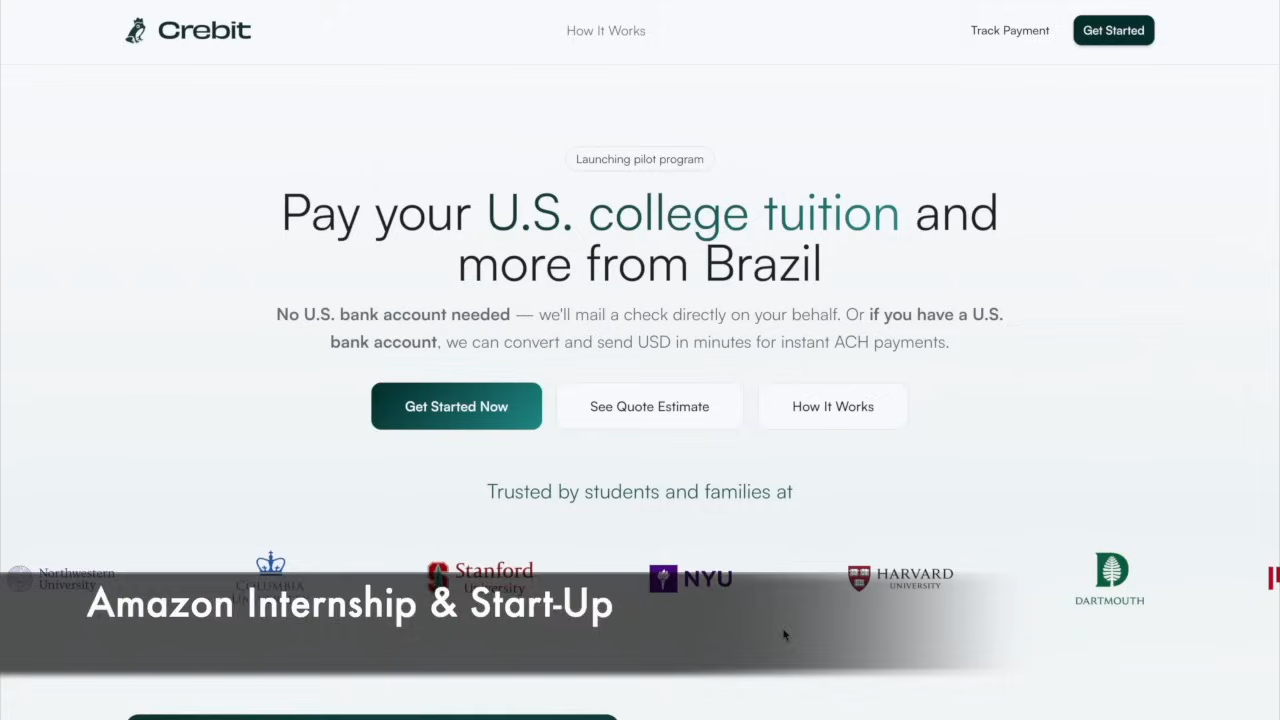 Crebit
How It Works
Track Payment
Get Started
Launching pilot program
Pay your U.S. college tuition and
more from Brazil
No U.S. bank account needed — we'll mail a check directly on your behalf. Or if you have a U.S.
bank account, we can convert and send USD in minutes for instant ACH payments.
Get Started Now
See Quote Estimate
How It Works
Trusted by students and families at
Northwestern
University
COLUMBIA
Stanford
University
NYU
HARVARD
UNIVERSITY
DARTMOUTH
Amazon Internship & Start-Up